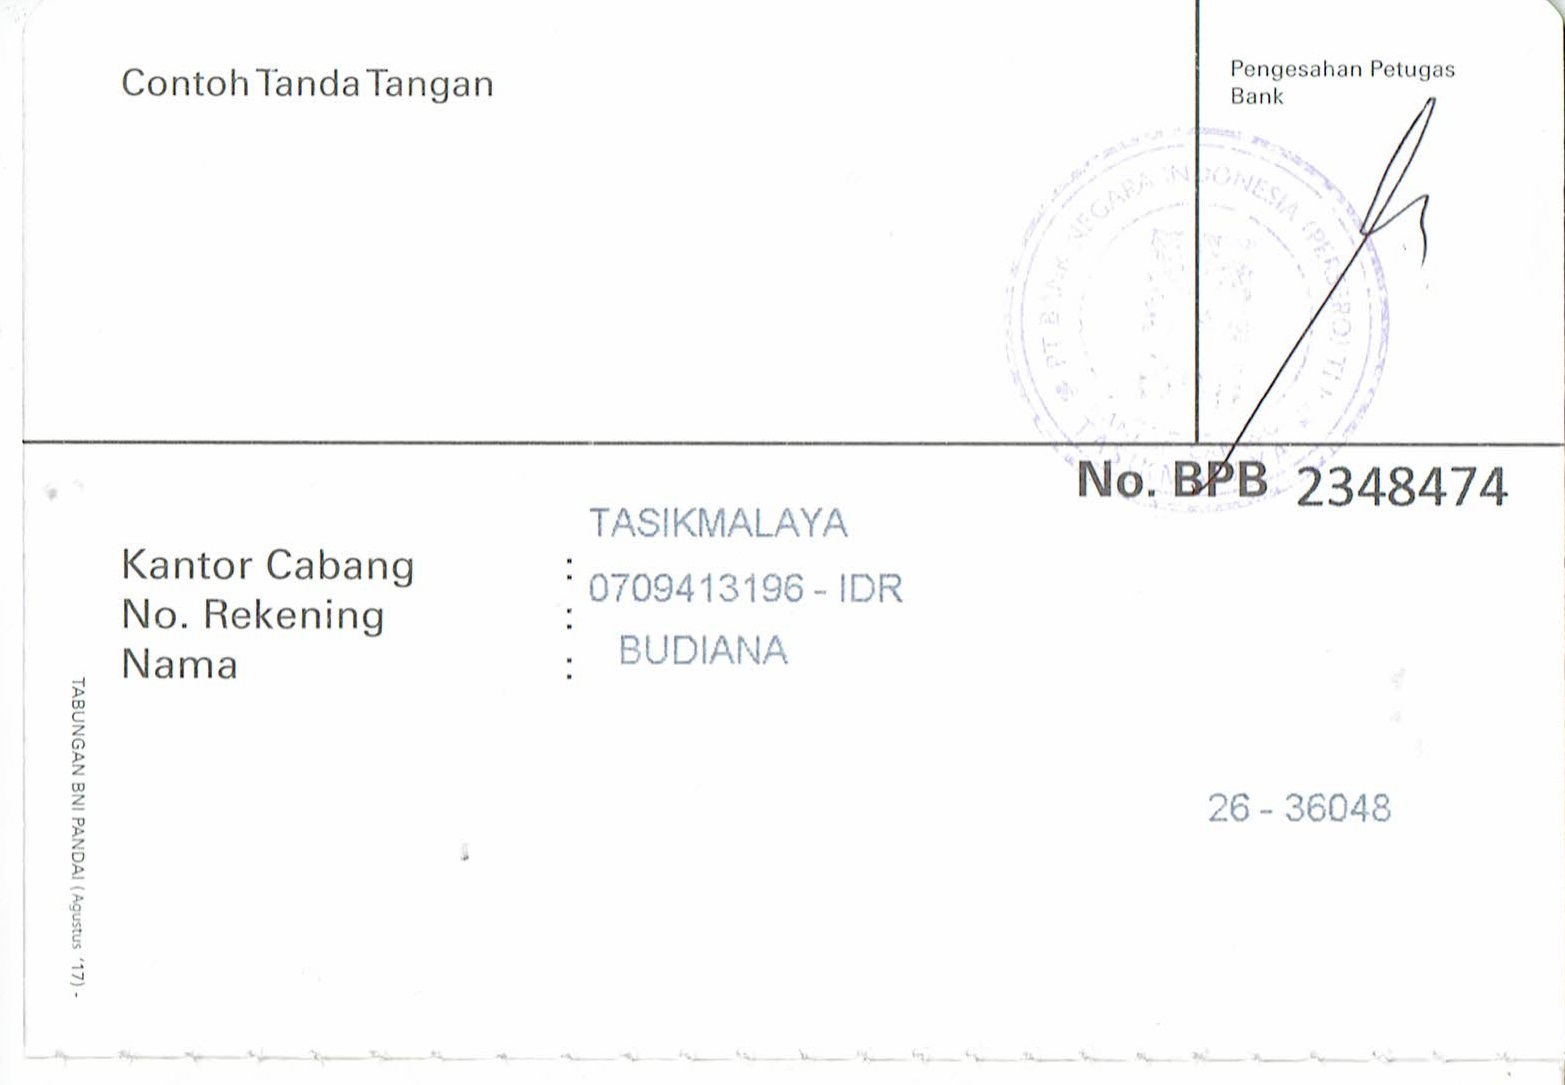 Contoh Tanda Tangan
Pengesahan Petugas
Bank
PT BANK NEGARA INDONESIA (PERSERO) Tbk
TASIKMALAYA
No. BPB 2348474
TASIKMALAYA
Kantor Cabang :
0709413196 - IDR
No. Rekening :
BUDIANA
Nama :
26 - 36048
TABUNGAN BNI PANDAI (Agustus '17) -